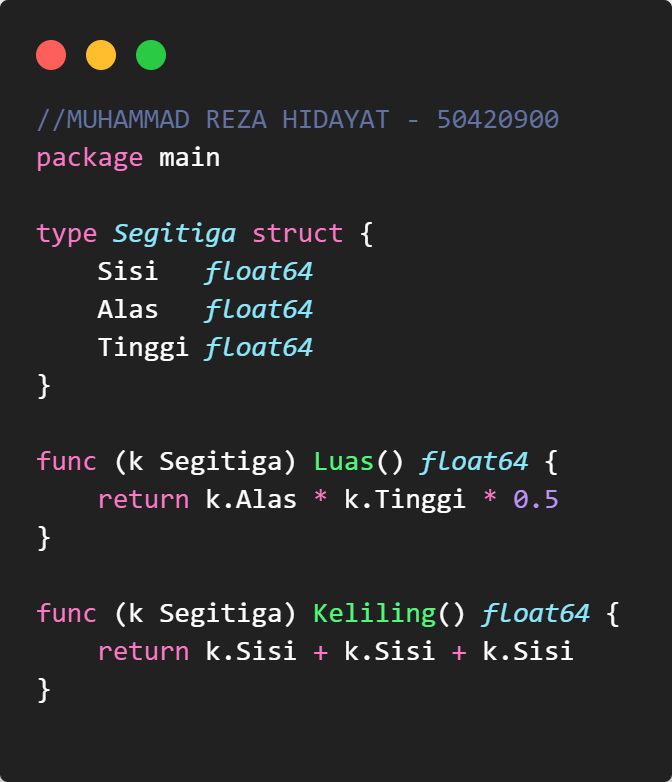 //MUHAMMAD REZA HIDAYAT - 50420900
package main

type Segitiga struct {
    Sisi   float64
    Alas   float64
    Tinggi float64
}

func (k Segitiga) Luas() float64 {
    return k.Alas * k.Tinggi * 0.5
}

func (k Segitiga) Keliling() float64 {
    return k.Sisi + k.Sisi + k.Sisi
}